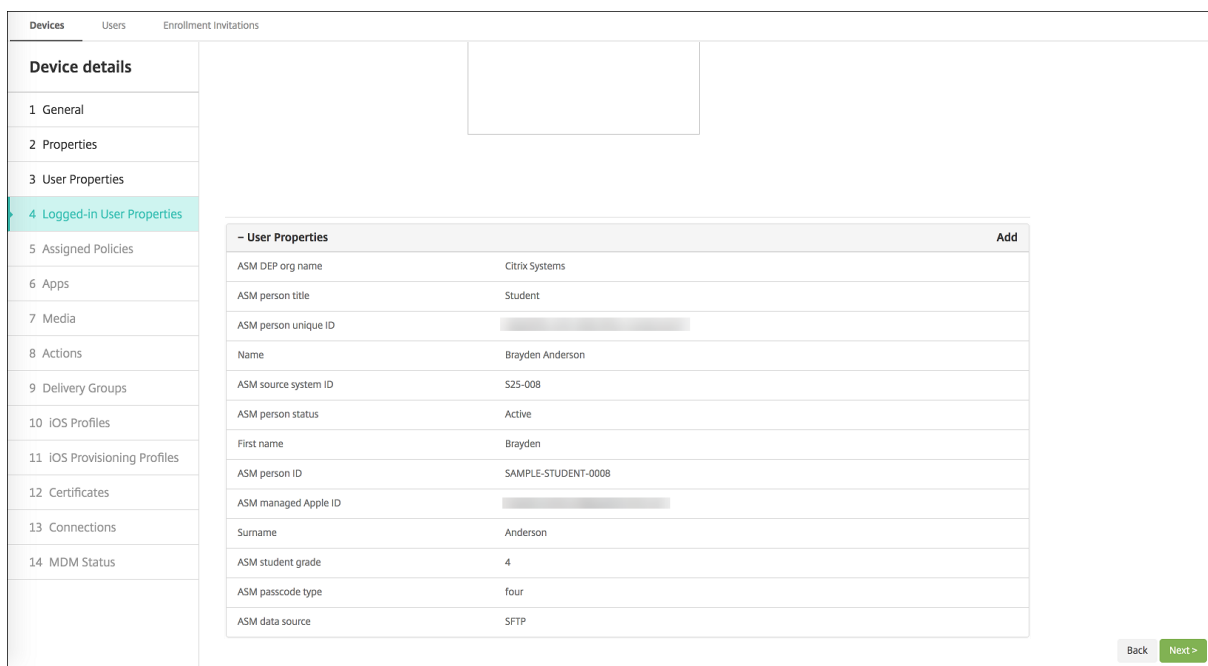 Devices Users Enrollment Invitations
Device details
1 General
2 Properties
3 User Properties
4 Logged-in User Properties
5 Assigned Policies
6 Apps
7 Media
8 Actions
9 Delivery Groups
10 iOS Profiles
11 iOS Provisioning Profiles
12 Certificates
13 Connections
14 MDM Status
– User Properties Add
ASM DEP org name Citrix Systems
ASM person title Student
ASM person unique ID
Name Brayden Anderson
ASM source system ID S25-008
ASM person status Active
First name Brayden
ASM person ID SAMPLE-STUDENT-0008
ASM managed Apple ID
Surname Anderson
ASM student grade 4
ASM passcode type four
ASM data source SFTP
Back Next >